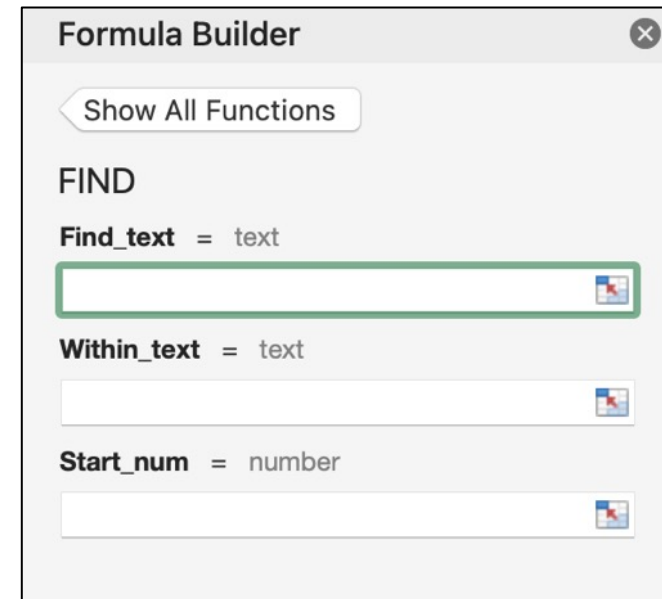 Formula Builder
Show All Functions
FIND
Find_text = text
Within_text = text
Start_num = number